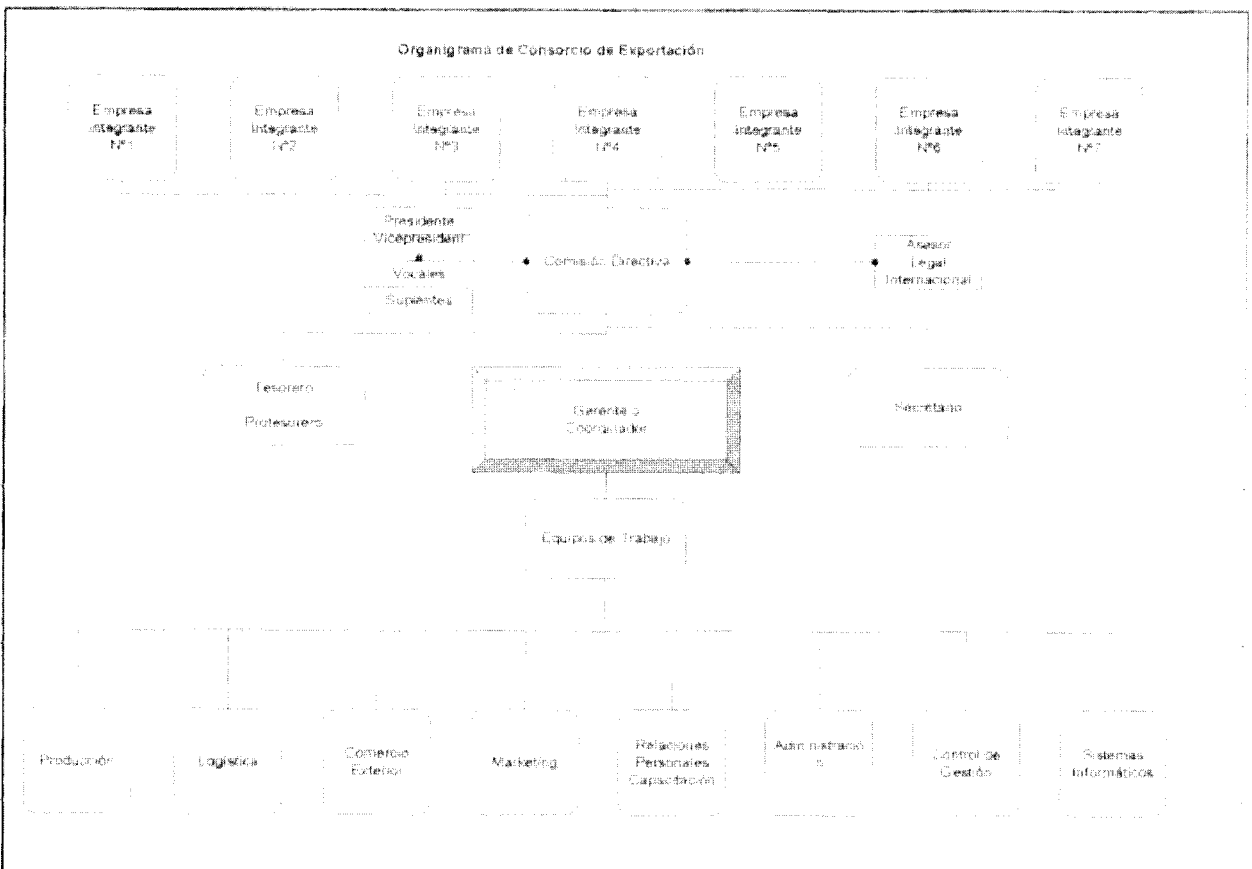 Organigrama de Consorcio de Exportación
Empresa
Integrante
Nº1
Empresa
Integrante
Nº2
Empresa
Integrante
Nº3
Empresa
Integrante
Nº4
Empresa
Integrante
Nº5
Empresa
Integrante
Nº6
Empresa
Integrante
Nº7
Presidente
Vicepresident
Vocales
Suplentes
Comisión Directiva
Asesor
Legal
Internacional
Tesorero
Protesorero
Gerente o
Coordinador
Secretario
Equipos de Trabajo
Producción
Logística
Comercio
Exterior
Marketing
Relaciones
Personales
Capacitación
Administració
n
Control de
Gestión
Sistemas
Informáticos